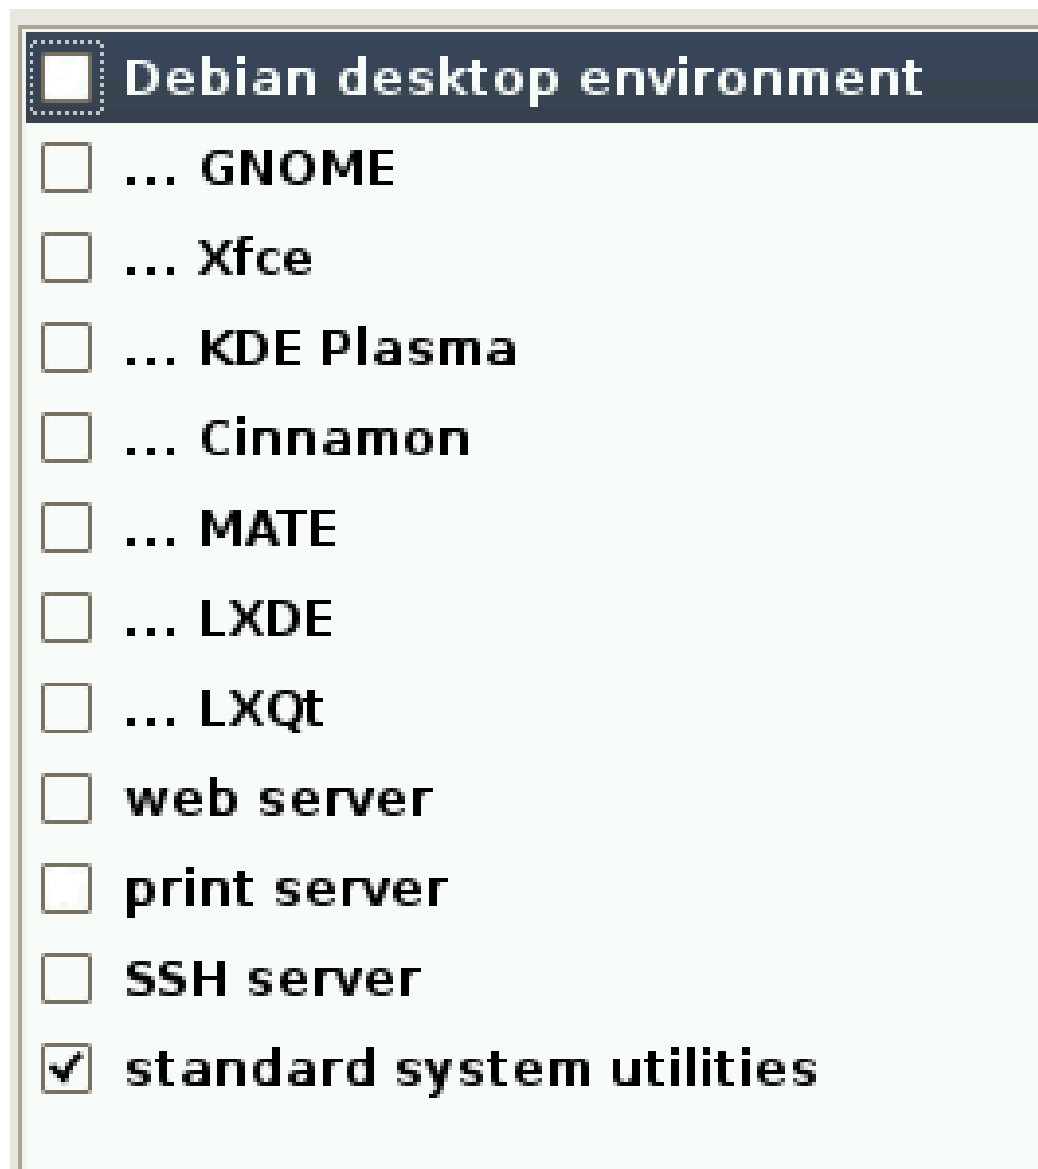 Debian desktop environment
... GNOME
... Xfce
... KDE Plasma
... Cinnamon
... MATE
... LXDE
... LXQt
web server
print server
SSH server
standard system utilities